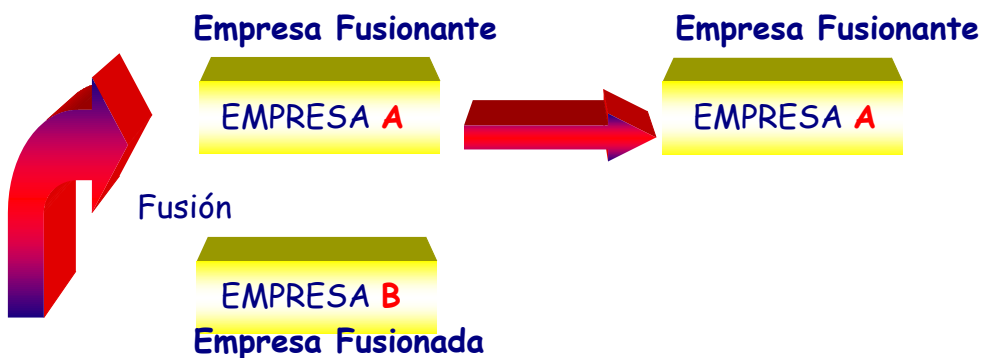 Empresa Fusionante
Empresa Fusionante
EMPRESA A
EMPRESA A
Fusión
EMPRESA B
Empresa Fusionada